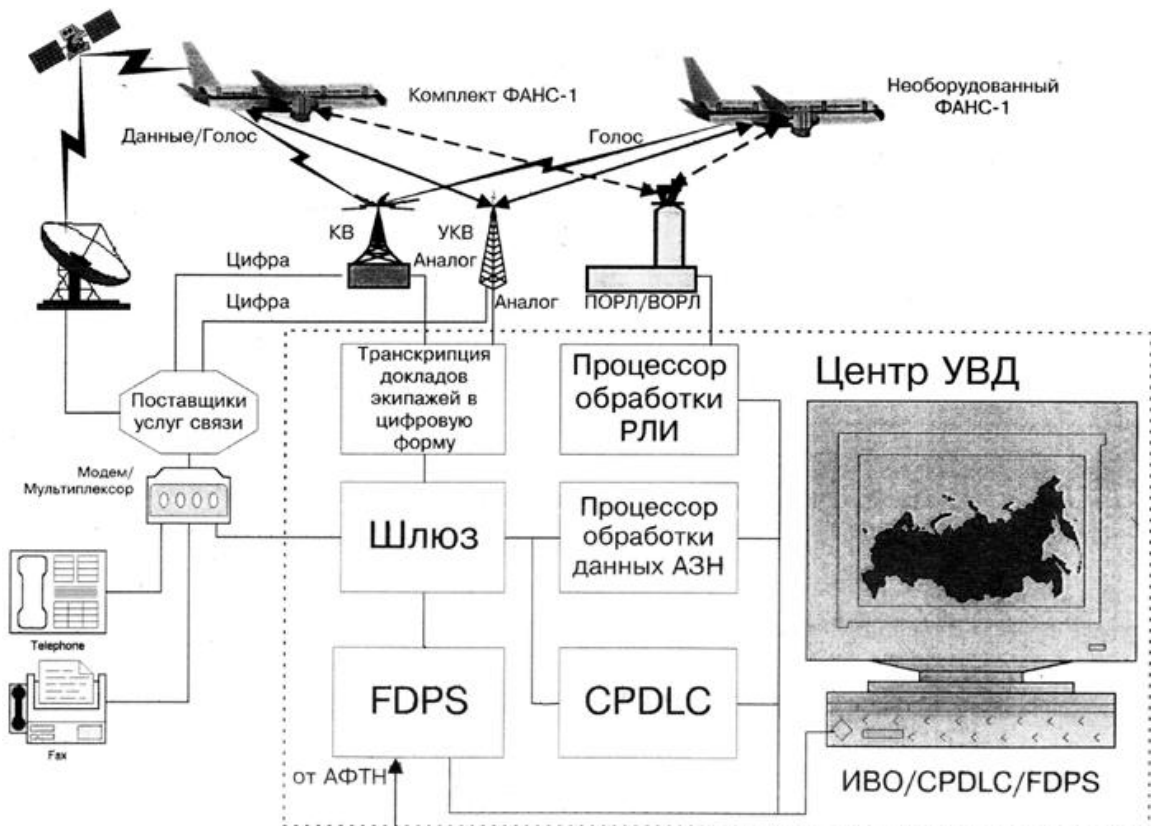 Комплект ФАНС-1
Необорудованный
ФАНС-1
Данные/Голос
Голос
КВ
УКВ
Цифра
Аналог
Цифра
Аналог
ПОРЛ/ВОРЛ
Транскрипция
докладов
экипажей в
цифровую
форму
Процессор
обработки
РЛИ
Центр УВД
Поставщики
услуг связи
Модем/
Мультиплексор
Шлюз
Процессор
обработки
данных АЗН
Telephone
FDPS
CPDLC
Fax
от АФТН
ИВО/CPDLC/FDPS